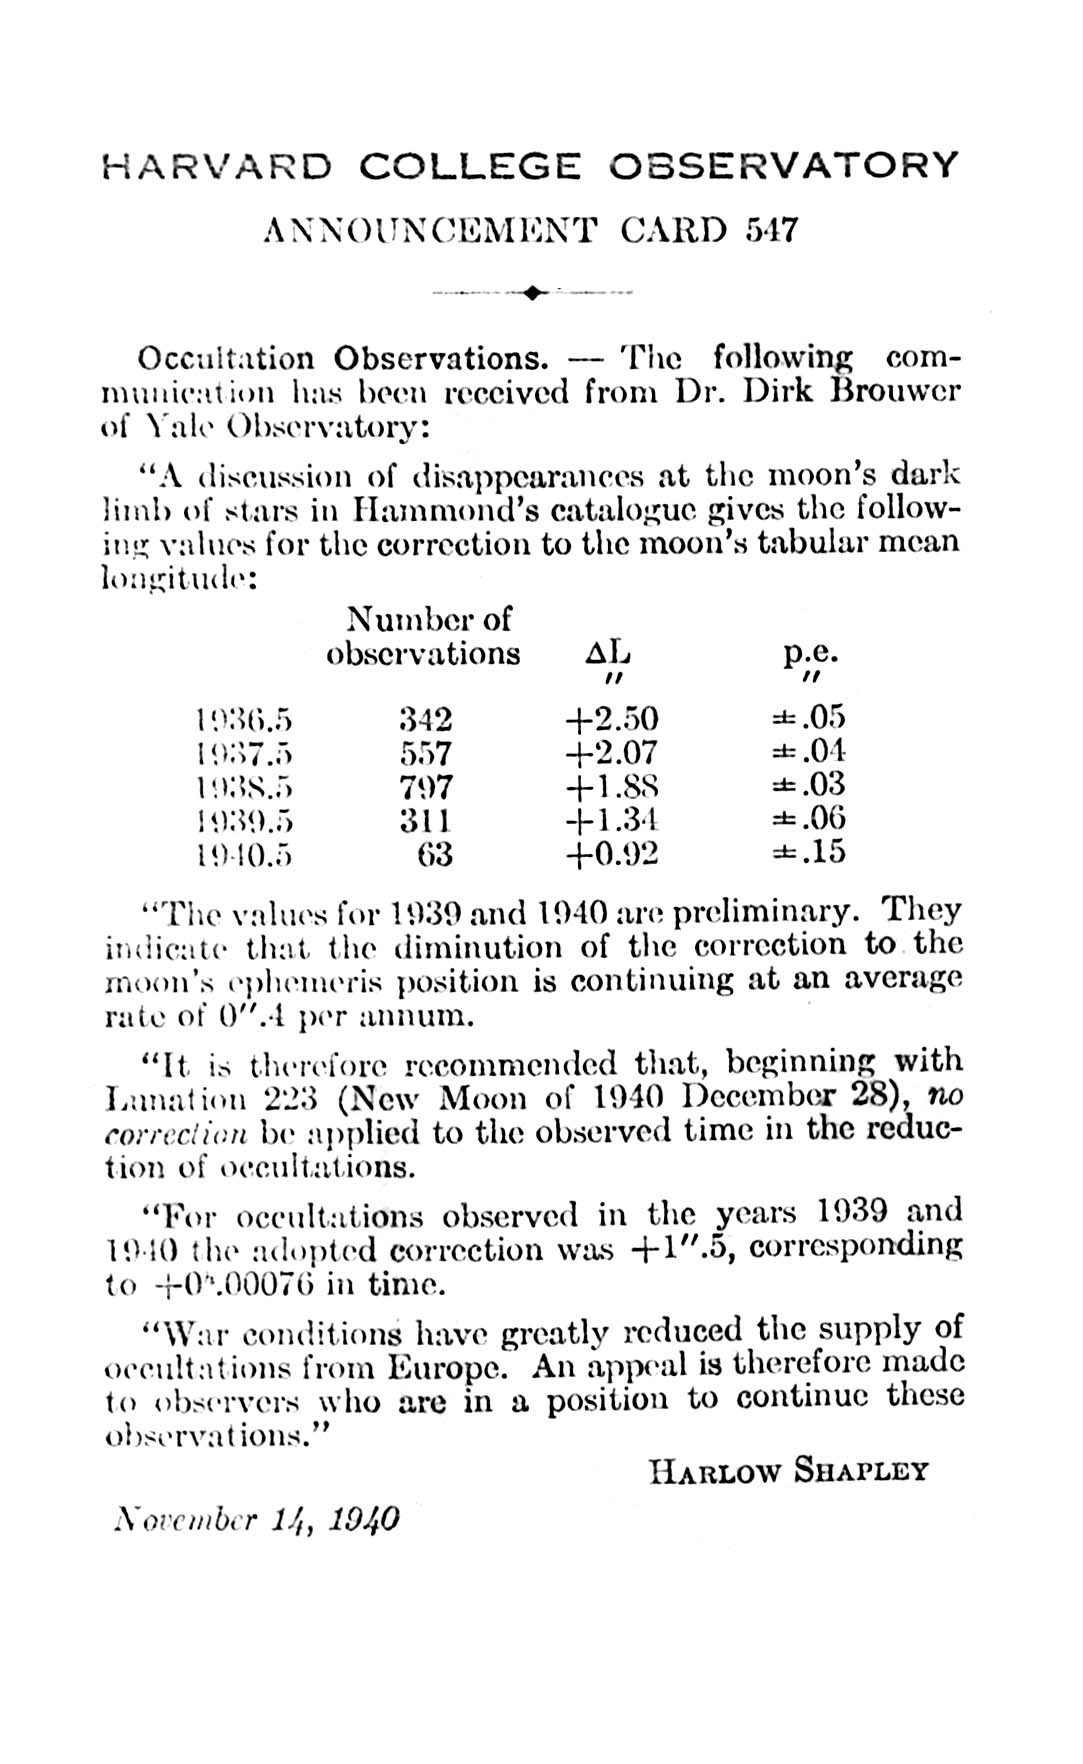 HARVARD COLLEGE OBSERVATORY
ANNOUNCEMENT CARD 547
Occultation Observations. — The following com-
munication has been received from Dr. Dirk Brouwer
of Yale Observatory:
"A discussion of disappearances at the moon's dark
limb of stars in Hammond's catalogue gives the follow-
ing values for the correction to the moon's tabular mean
longitude:
Number of
observations ΔL p.e.
″ ″
1936.5 342 +2.50 ±.05
1937.5 557 +2.07 ±.04
1938.5 797 +1.88 ±.03
1939.5 311 +1.34 ±.06
1940.5 63 +0.92 ±.15
"The values for 1939 and 1940 are preliminary. They
indicate that the diminution of the correction to the
moon's ephemeris position is continuing at an average
rate of 0″.4 per annum.
"It is therefore recommended that, beginning with
Lunation 223 (New Moon of 1940 December 28), no
correction be applied to the observed time in the reduc-
tion of occultations.
"For occultations observed in the years 1939 and
1940 the adopted correction was +1″.5, corresponding
to +0ʰ.00076 in time.
"War conditions have greatly reduced the supply of
occultations from Europe. An appeal is therefore made
to observers who are in a position to continue these
observations."
HARLOW SHAPLEY
November 14, 1940